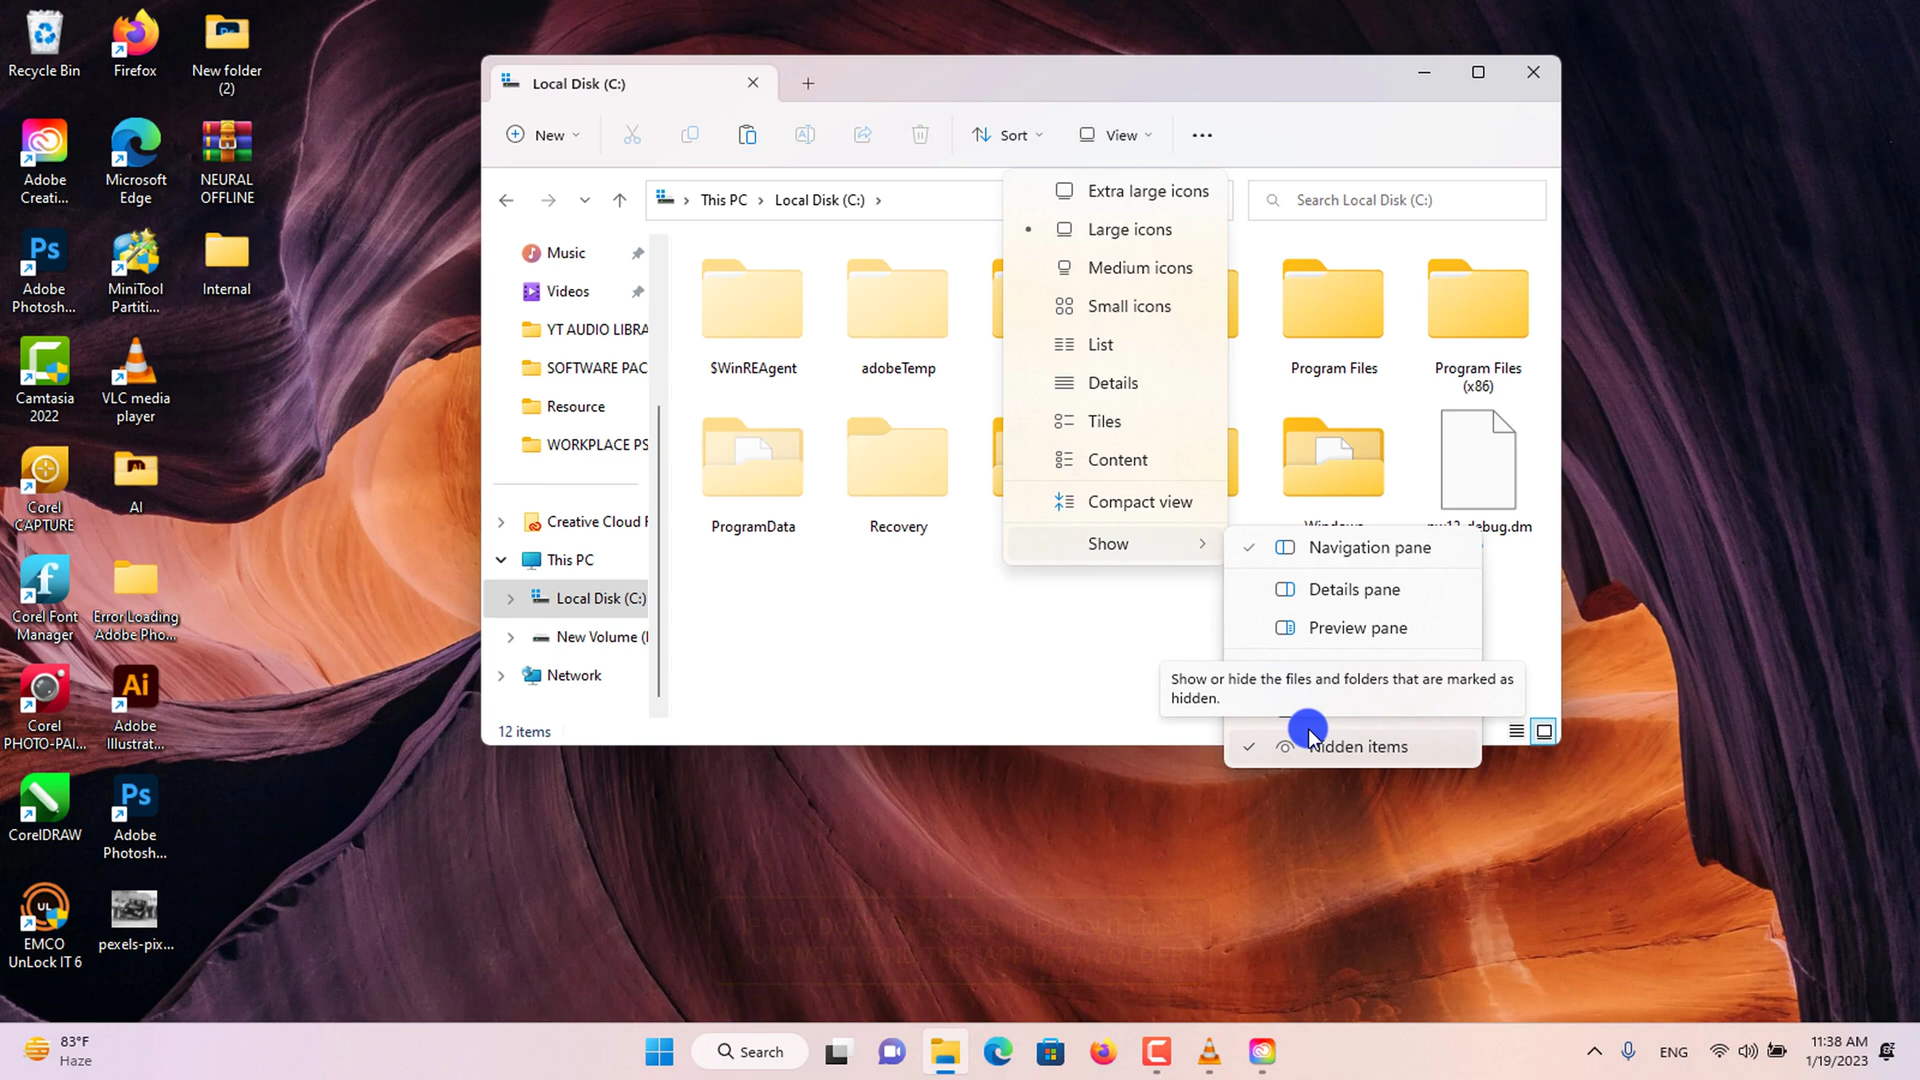 Recycle Bin
Firefox
New folder
(2)
Adobe
Creati...
Microsoft
Edge
NEURAL
OFFLINE
Adobe
Photosh...
MiniTool
Partiti...
Internal
Camtasia
2022
VLC media
player
Corel
CAPTURE
AI
Corel Font
Manager
Error Loading
Adobe Pho...
Corel
PHOTO-PAI...
Adobe
Illustrat...
CorelDRAW
Adobe
Photosh...
EMCO
UnLock IT 6
pexels-pix...
Local Disk (C:)
New
Sort
View
This PC
Local Disk (C:)
Search Local Disk (C:)
Music
Videos
YT AUDIO LIBRA
SOFTWARE PAC
Resource
WORKPLACE PS
Creative Cloud F
This PC
Local Disk (C:)
New Volume (
Network
$WinREAgent
adobeTemp
Program Files
Program Files
(x86)
ProgramData
Recovery
Windows
Extra large icons
Large icons
Medium icons
Small icons
List
Details
Tiles
Content
Compact view
Show
Navigation pane
Details pane
Preview pane
Show or hide the files and folders that are marked as
hidden.
Hidden items
12 items
83°F
Haze
Search
ENG
11:38 AM
1/19/2023